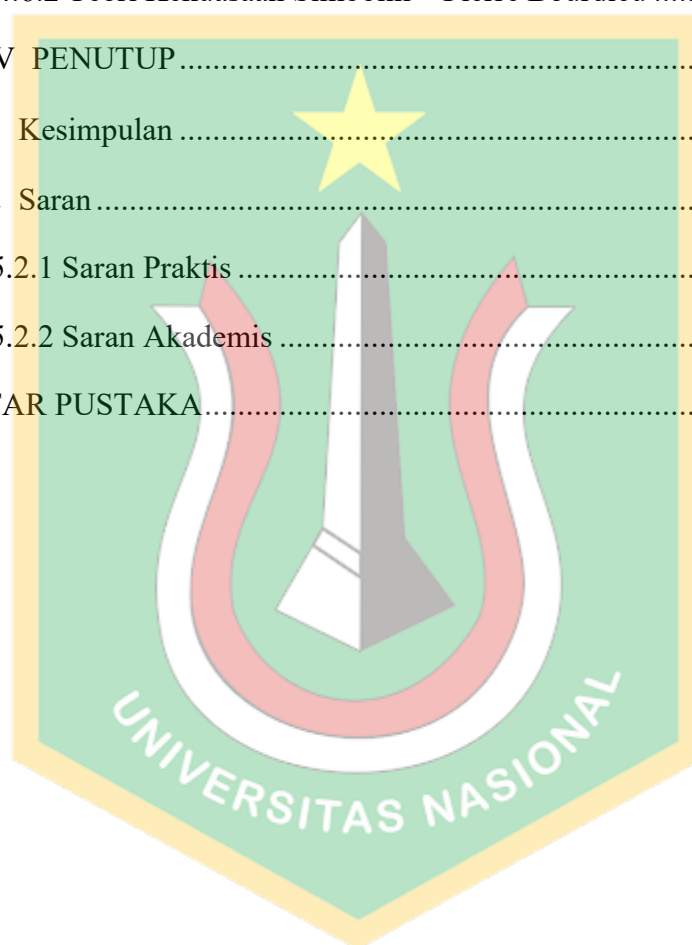 V PENUTUP
Kesimpulan
Saran
5.2.1 Saran Praktis
5.2.2 Saran Akademis
AR PUSTAKA
UNIVERSITAS NASIONAL